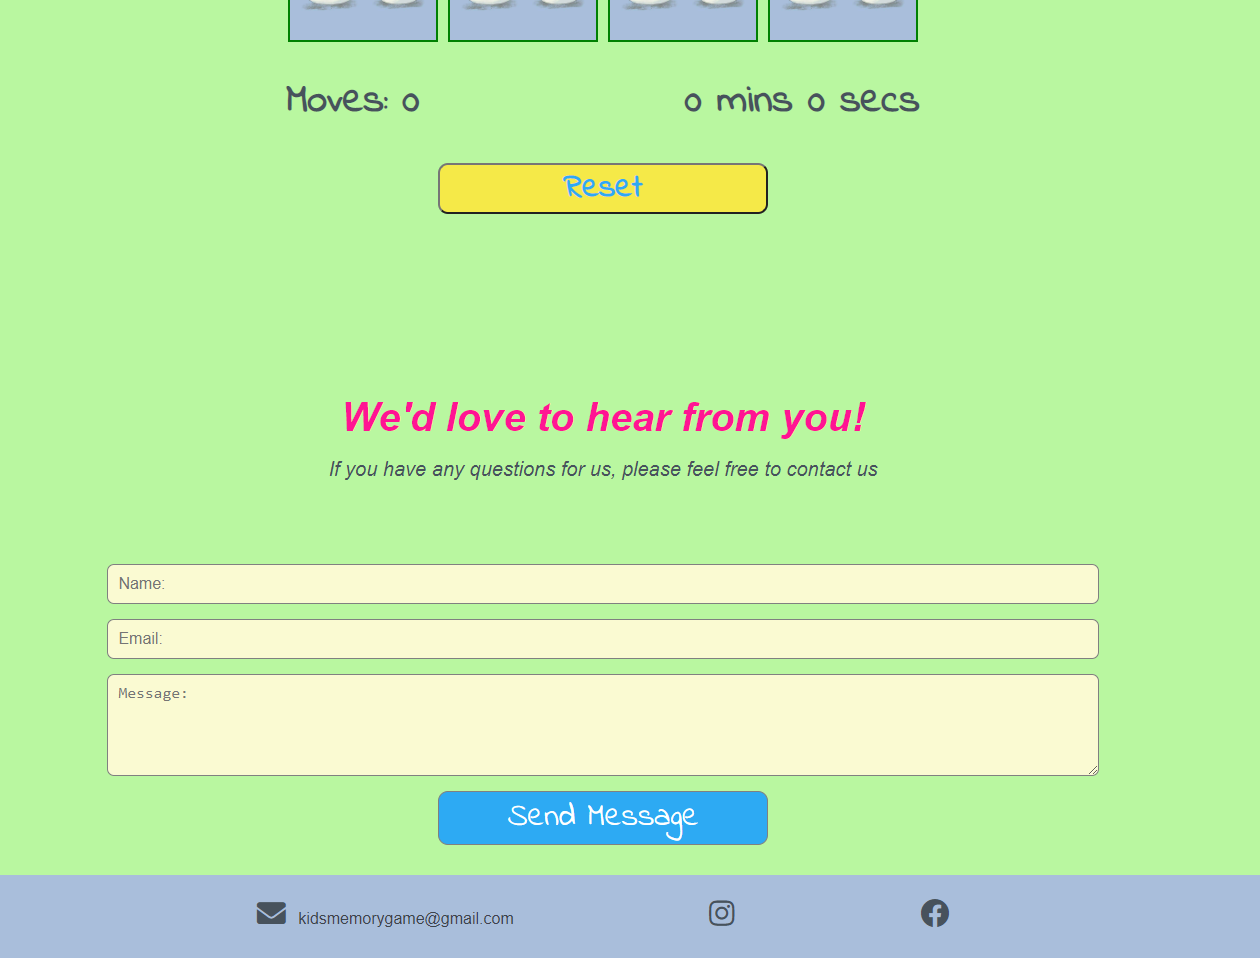 Moves: 0 0 mins 0 secs
Reset
We'd love to hear from you!
If you have any questions for us, please feel free to contact us
Name:
Email:
Message:
Send Message
kidsmemorygame@gmail.com